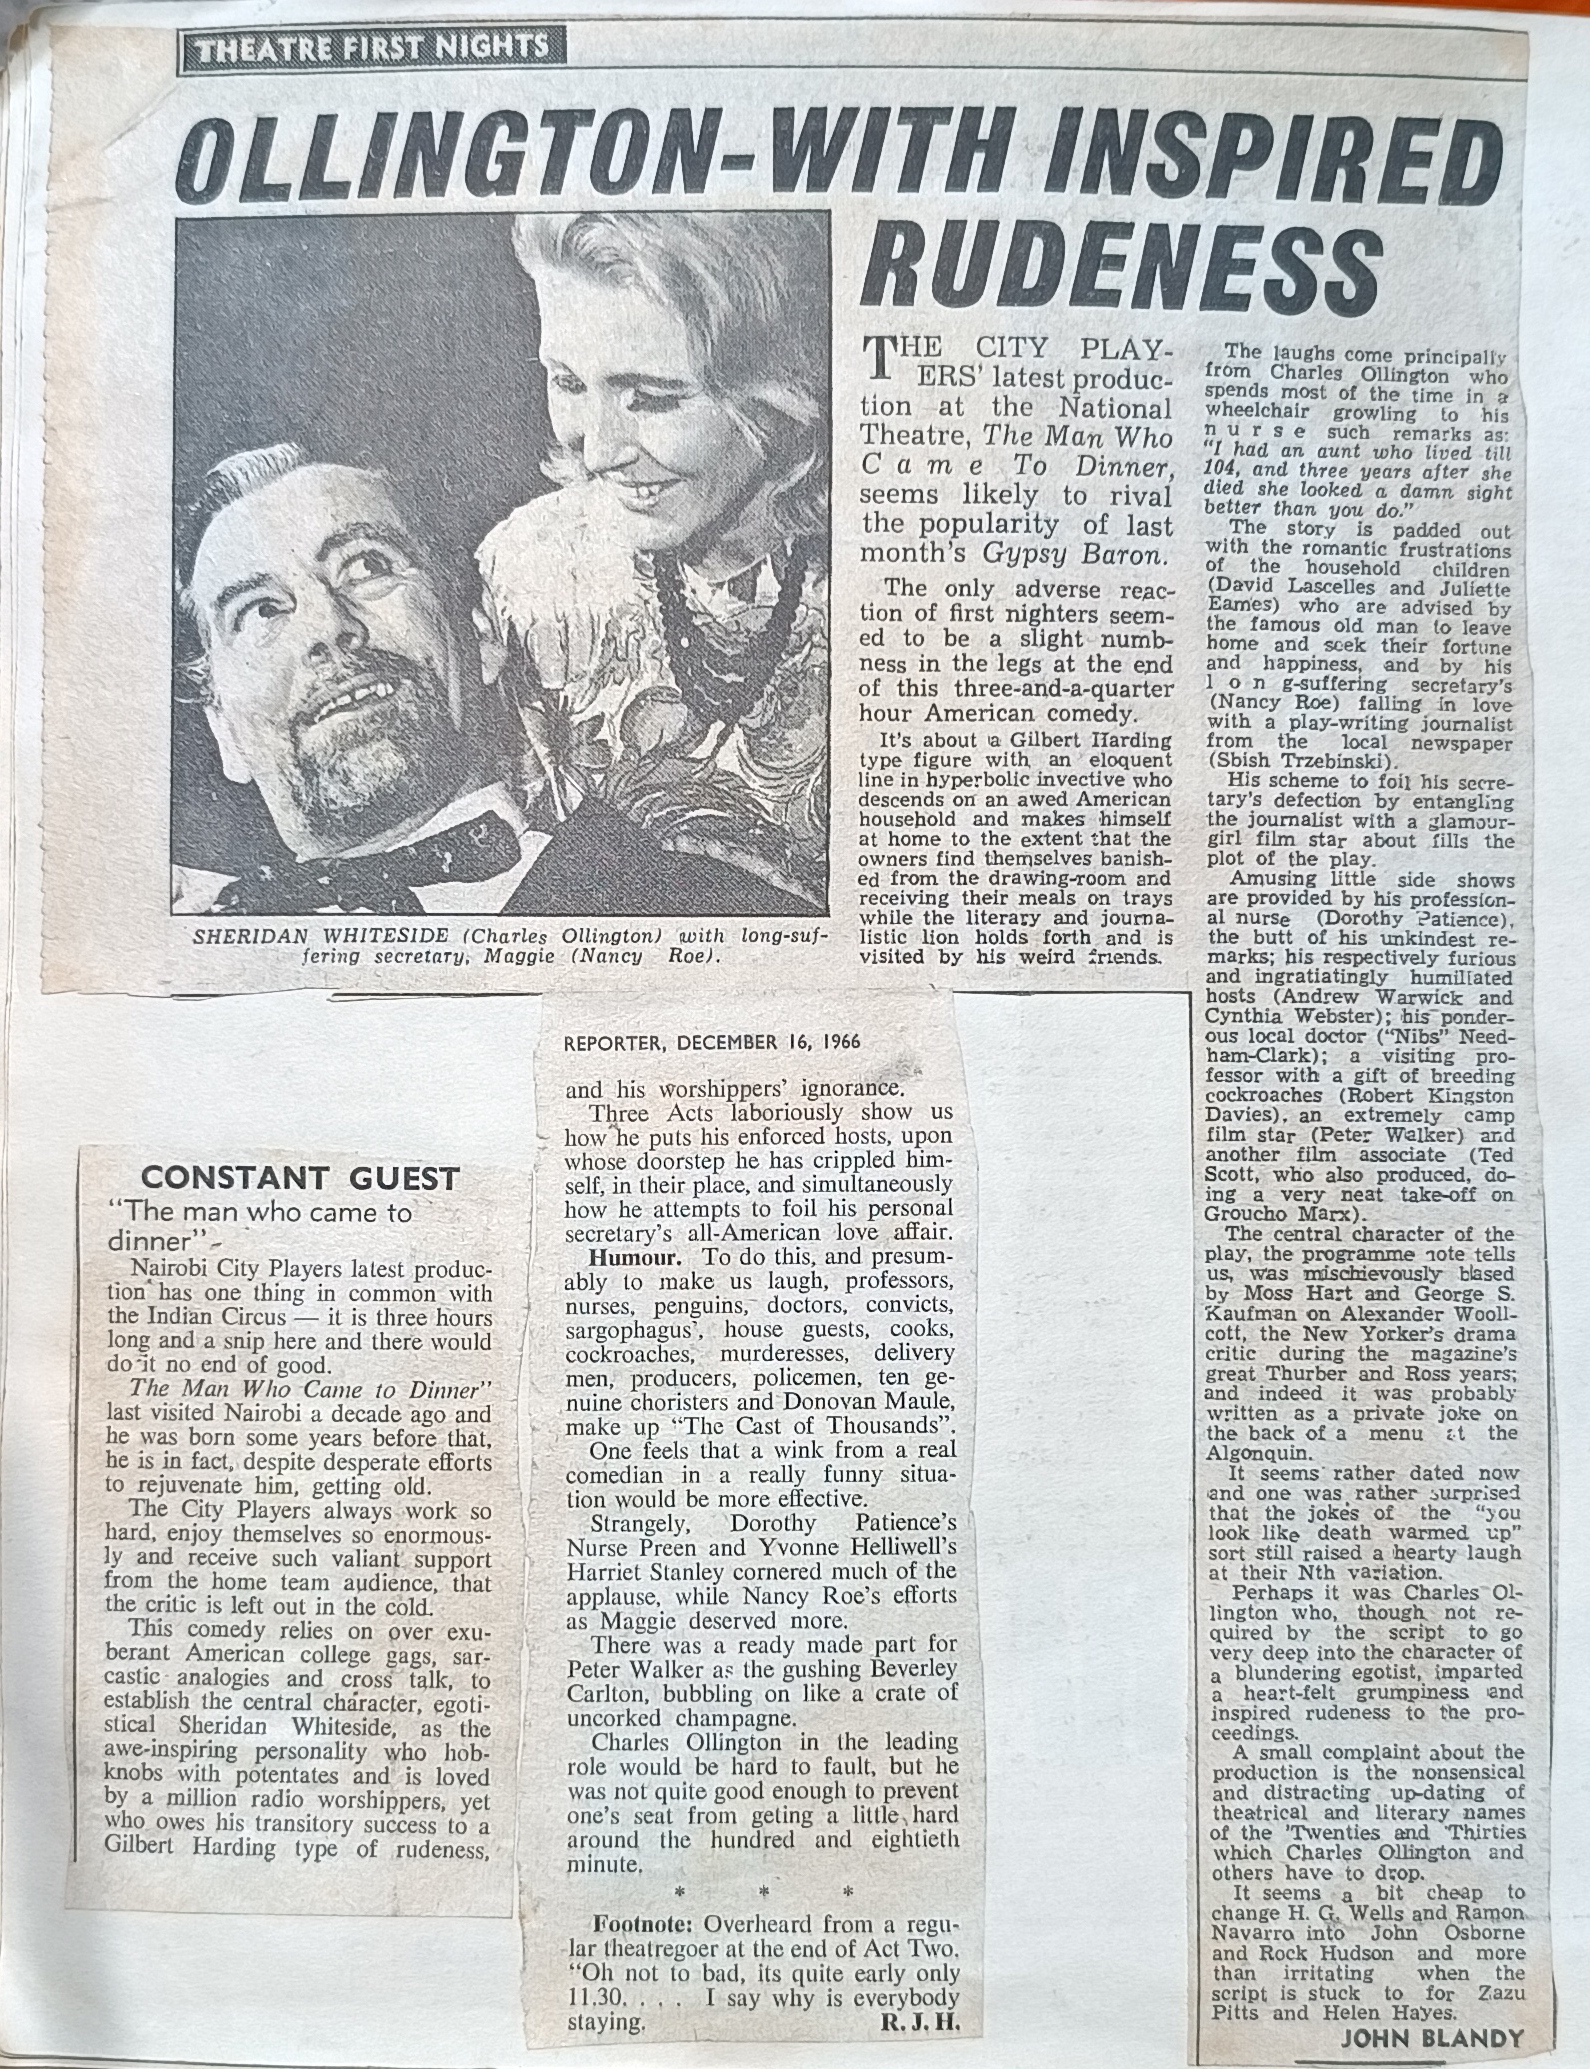 THEATRE FIRST NIGHTS
OLLINGTON-WITH INSPIRED
RUDENESS
SHERIDAN WHITESIDE (Charles Ollington) with long-suf-
fering secretary, Maggie (Nancy Roe).
THE CITY PLAY-
ERS' latest produc-
tion at the National
Theatre, The Man Who
Came To Dinner,
seems likely to rival
the popularity of last
month's Gypsy Baron.
The only adverse reac-
tion of first nighters seem-
ed to be a slight numb-
ness in the legs at the end
of this three-and-a-quarter
hour American comedy.
It's about a Gilbert Harding
type figure with an eloquent
line in hyperbolic invective who
descends on an awed American
household and makes himself
at home to the extent that the
owners find themselves banish-
ed from the drawing-room and
receiving their meals on trays
while the literary and journa-
listic lion holds forth and is
visited by his weird friends.
The laughs come principally
from Charles Ollington who
spends most of the time in a
wheelchair growling to his
nurse such remarks as:
"I had an aunt who lived till
104, and three years after she
died she looked a damn sight
better than you do."
The story is padded out
with the romantic frustrations
of the household children
(David Lascelles and Juliette
Eames) who are advised by
the famous old man to leave
home and seek their fortune
and happiness, and by his
long-suffering secretary's
(Nancy Roe) falling in love
with a play-writing journalist
from the local newspaper
(Sbish Trzebinski).
His scheme to foil his secre-
tary's defection by entangling
the journalist with a glamour-
girl film star about fills the
plot of the play.
Amusing little side shows
are provided by his profession-
al nurse (Dorothy Patience),
the butt of his unkindest re-
marks; his respectively furious
and ingratiatingly humiliated
hosts (Andrew Warwick and
Cynthia Webster); his ponder-
ous local doctor ("Nibs" Need-
ham-Clark); a visiting pro-
fessor with a gift of breeding
cockroaches (Robert Kingston
Davies), an extremely camp
film star (Peter Walker) and
another film associate (Ted
Scott, who also produced, do-
ing a very neat take-off on
Groucho Marx).
The central character of the
play, the programme note tells
us, was mischievously based
by Moss Hart and George S.
Kaufman on Alexander Wooll-
cott, the New Yorker's drama
critic during the magazine's
great Thurber and Ross years;
and indeed it was probably
written as a private joke on
the back of a menu at the
Algonquin.
It seems rather dated now
and one was rather surprised
that the jokes of the "you
look like death warmed up"
sort still raised a hearty laugh
at their Nth variation.
Perhaps it was Charles Ol-
lington who, though not re-
quired by the script to go
very deep into the character of
a blundering egotist, imparted
a heart-felt grumpiness and
inspired rudeness to the pro-
ceedings.
A small complaint about the
production is the nonsensical
and distracting up-dating of
theatrical and literary names
of the 'Twenties and 'Thirties
which Charles Ollington and
others have to drop.
It seems a bit cheap to
change H. G. Wells and Ramon
Navarro into John Osborne
and Rock Hudson and more
than irritating when the
script is stuck to for Zazu
Pitts and Helen Hayes.
JOHN BLANDY
CONSTANT GUEST
"The man who came to
dinner"-
Nairobi City Players latest produc-
tion has one thing in common with
the Indian Circus — it is three hours
long and a snip here and there would
do it no end of good.
The Man Who Came to Dinner"
last visited Nairobi a decade ago and
he was born some years before that,
he is in fact, despite desperate efforts
to rejuvenate him, getting old.
The City Players always work so
hard, enjoy themselves so enormous-
ly and receive such valiant support
from the home team audience, that
the critic is left out in the cold.
This comedy relies on over exu-
berant American college gags, sar-
castic analogies and cross talk, to
establish the central character, egoti-
stical Sheridan Whiteside, as the
awe-inspiring personality who hob-
knobs with potentates and is loved
by a million radio worshippers, yet
who owes his transitory success to a
Gilbert Harding type of rudeness,
REPORTER, DECEMBER 16, 1966
and his worshippers' ignorance.
Three Acts laboriously show us
how he puts his enforced hosts, upon
whose doorstep he has crippled him-
self, in their place, and simultaneously
how he attempts to foil his personal
secretary's all-American love affair.
Humour. To do this, and presum-
ably to make us laugh, professors,
nurses, penguins, doctors, convicts,
sargophagus', house guests, cooks,
cockroaches, murderesses, delivery
men, producers, policemen, ten ge-
nuine choristers and Donovan Maule,
make up "The Cast of Thousands".
One feels that a wink from a real
comedian in a really funny situa-
tion would be more effective.
Strangely, Dorothy Patience's
Nurse Preen and Yvonne Helliwell's
Harriet Stanley cornered much of the
applause, while Nancy Roe's efforts
as Maggie deserved more.
There was a ready made part for
Peter Walker as the gushing Beverley
Carlton, bubbling on like a crate of
uncorked champagne.
Charles Ollington in the leading
role would be hard to fault, but he
was not quite good enough to prevent
one's seat from geting a little hard
around the hundred and eightieth
minute.
* * *
Footnote: Overheard from a regu-
lar theatregoer at the end of Act Two.
"Oh not to bad, its quite early only
11.30. . . . I say why is everybody
staying. R. J. H.